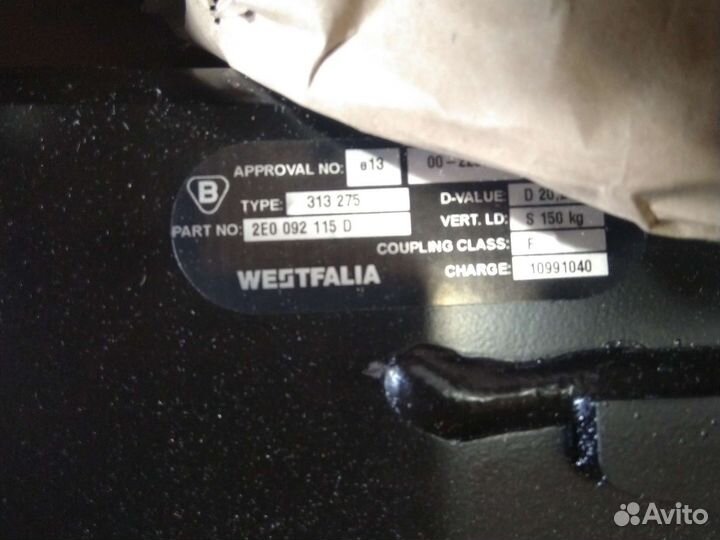 APPROVAL NO: e13
B
TYPE: 313 275
PART NO: 2E0 092 115 D
D-VALUE: D 20,
VERT. LD: S 150 kg
COUPLING CLASS: F
WESTFALIA
CHARGE: 10991040
Avito